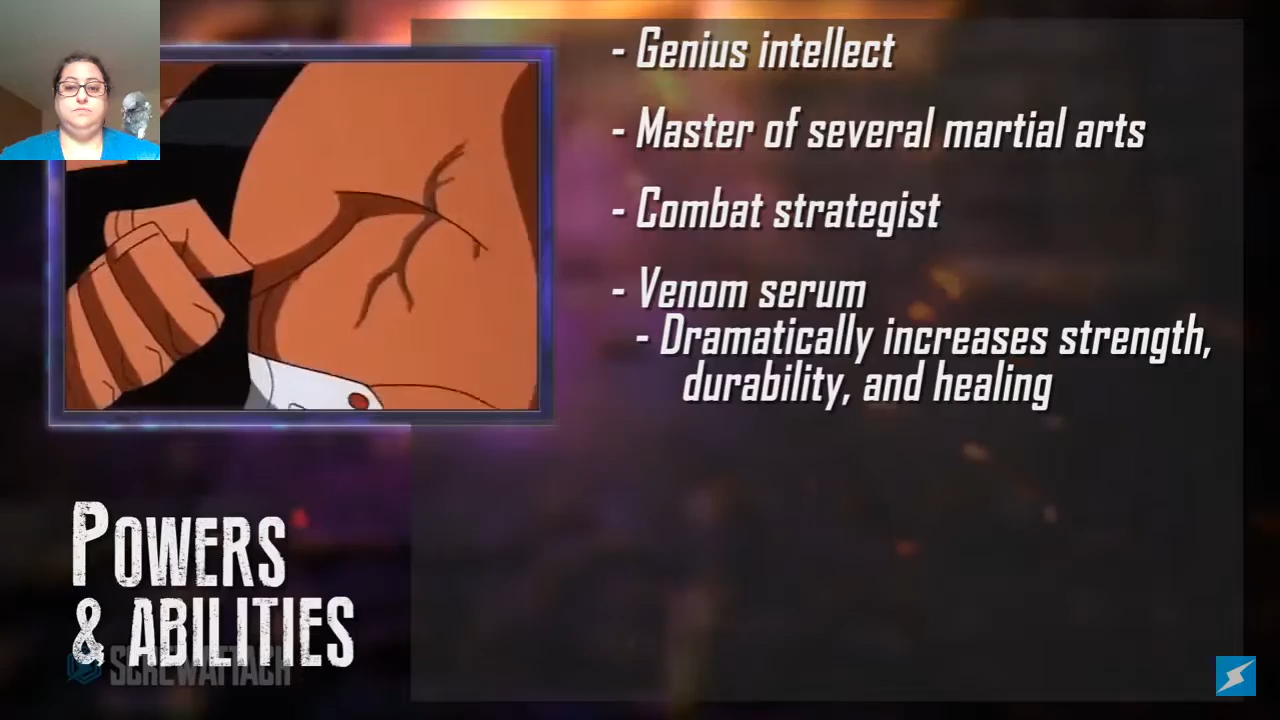 - Genius intellect
- Master of several martial arts
- Combat strategist
- Venom serum
- Dramatically increases strength,
durability, and healing
POWERS
& ABILITIES
SCREWATTACK